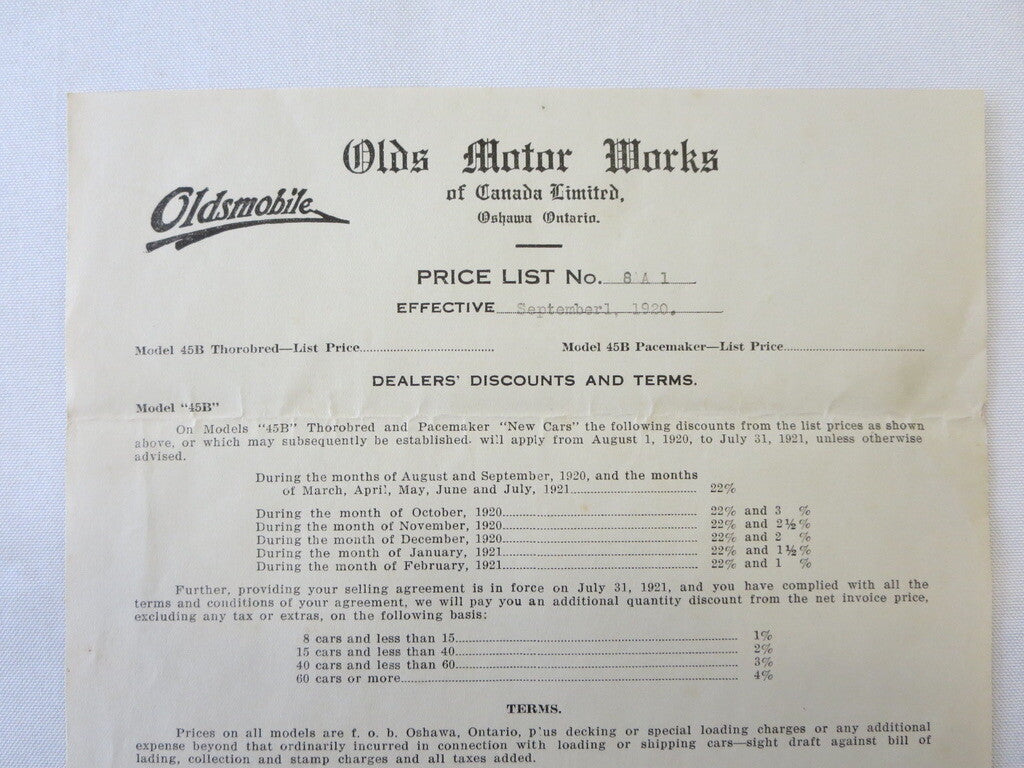 Olds Motor Works
of Canada Limited,
Oshawa Ontario.
Oldsmobile
PRICE LIST No. 8 A 1
EFFECTIVE September1, 1920.
Model 45B Thorobred—List Price.............................. Model 45B Pacemaker—List Price..............................
DEALERS' DISCOUNTS AND TERMS.
Model "45B"
On Models "45B" Thorobred and Pacemaker "New Cars" the following discounts from the list prices as shown
above, or which may subsequently be established. will apply from August 1, 1920, to July 31, 1921, unless otherwise
advised.
During the months of August and September, 1920, and the months
of March, April, May, June and July, 1921.............................. 22%
During the month of October, 1920.............................. 22% and 3 %
During the month of November, 1920.............................. 22% and 2½%
During the month of December, 1920.............................. 22% and 2 %
During the month of January, 1921.............................. 22% and 1½%
During the month of February, 1921.............................. 22% and 1 %
Further, providing your selling agreement is in force on July 31, 1921, and you have complied with all the
terms and conditions of your agreement, we will pay you an additional quantity discount from the net invoice price,
excluding any tax or extras, on the following basis:
8 cars and less than 15.............................. 1%
15 cars and less than 40.............................. 2%
40 cars and less than 60.............................. 3%
60 cars or more.............................. 4%
TERMS.
Prices on all models are f. o. b. Oshawa, Ontario, plus decking or special loading charges or any additional
expense beyond that ordinarily incurred in connection with loading or shipping cars—sight draft against bill of
lading, collection and stamp charges and all taxes added.